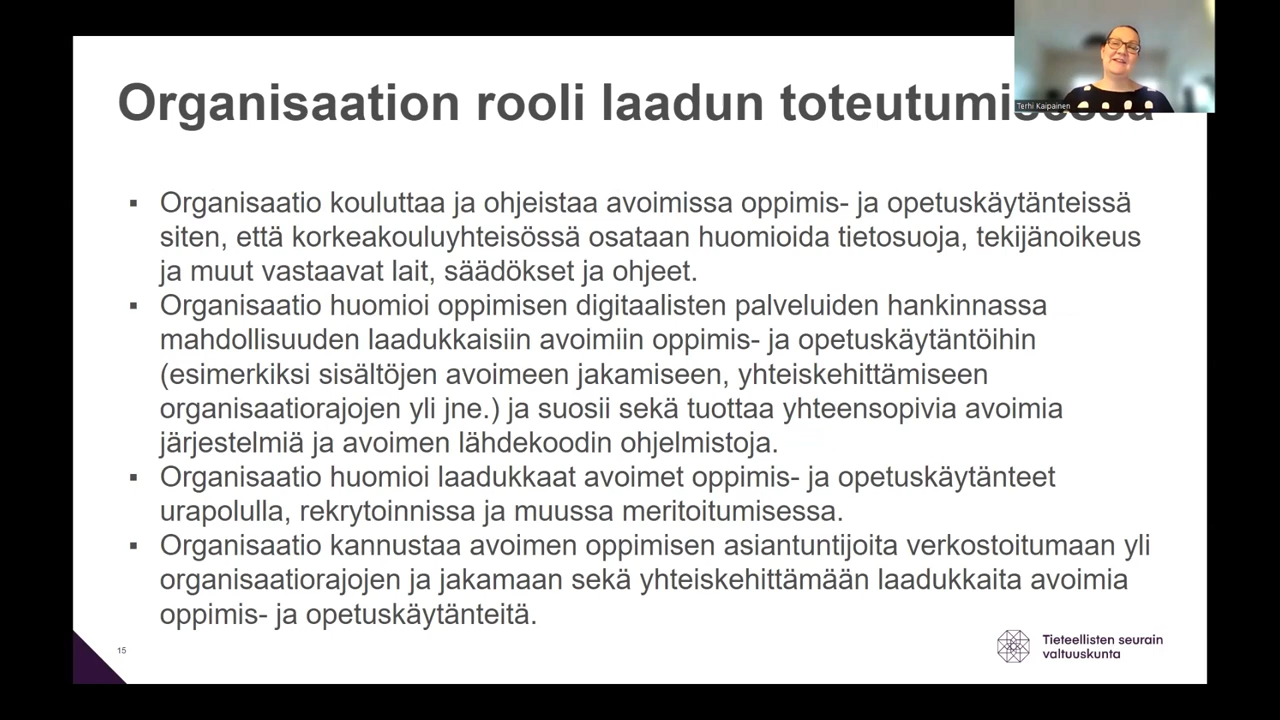 Organisaation rooli laadun toteutumisessa
Terhi Kaipainen
▪ Organisaatio kouluttaa ja ohjeistaa avoimissa oppimis- ja opetuskäytänteissä
siten, että korkeakouluyhteisössä osataan huomioida tietosuoja, tekijänoikeus
ja muut vastaavat lait, säädökset ja ohjeet.
▪ Organisaatio huomioi oppimisen digitaalisten palveluiden hankinnassa
mahdollisuuden laadukkaisiin avoimiin oppimis- ja opetuskäytäntöihin
(esimerkiksi sisältöjen avoimeen jakamiseen, yhteiskehittämiseen
organisaatiorajojen yli jne.) ja suosii sekä tuottaa yhteensopivia avoimia
järjestelmiä ja avoimen lähdekoodin ohjelmistoja.
▪ Organisaatio huomioi laadukkaat avoimet oppimis- ja opetuskäytänteet
urapolulla, rekrytoinnissa ja muussa meritoitumisessa.
▪ Organisaatio kannustaa avoimen oppimisen asiantuntijoita verkostoitumaan yli
organisaatiorajojen ja jakamaan sekä yhteiskehittämään laadukkaita avoimia
oppimis- ja opetuskäytänteitä.
15
Tieteellisten seurain
valtuuskunta